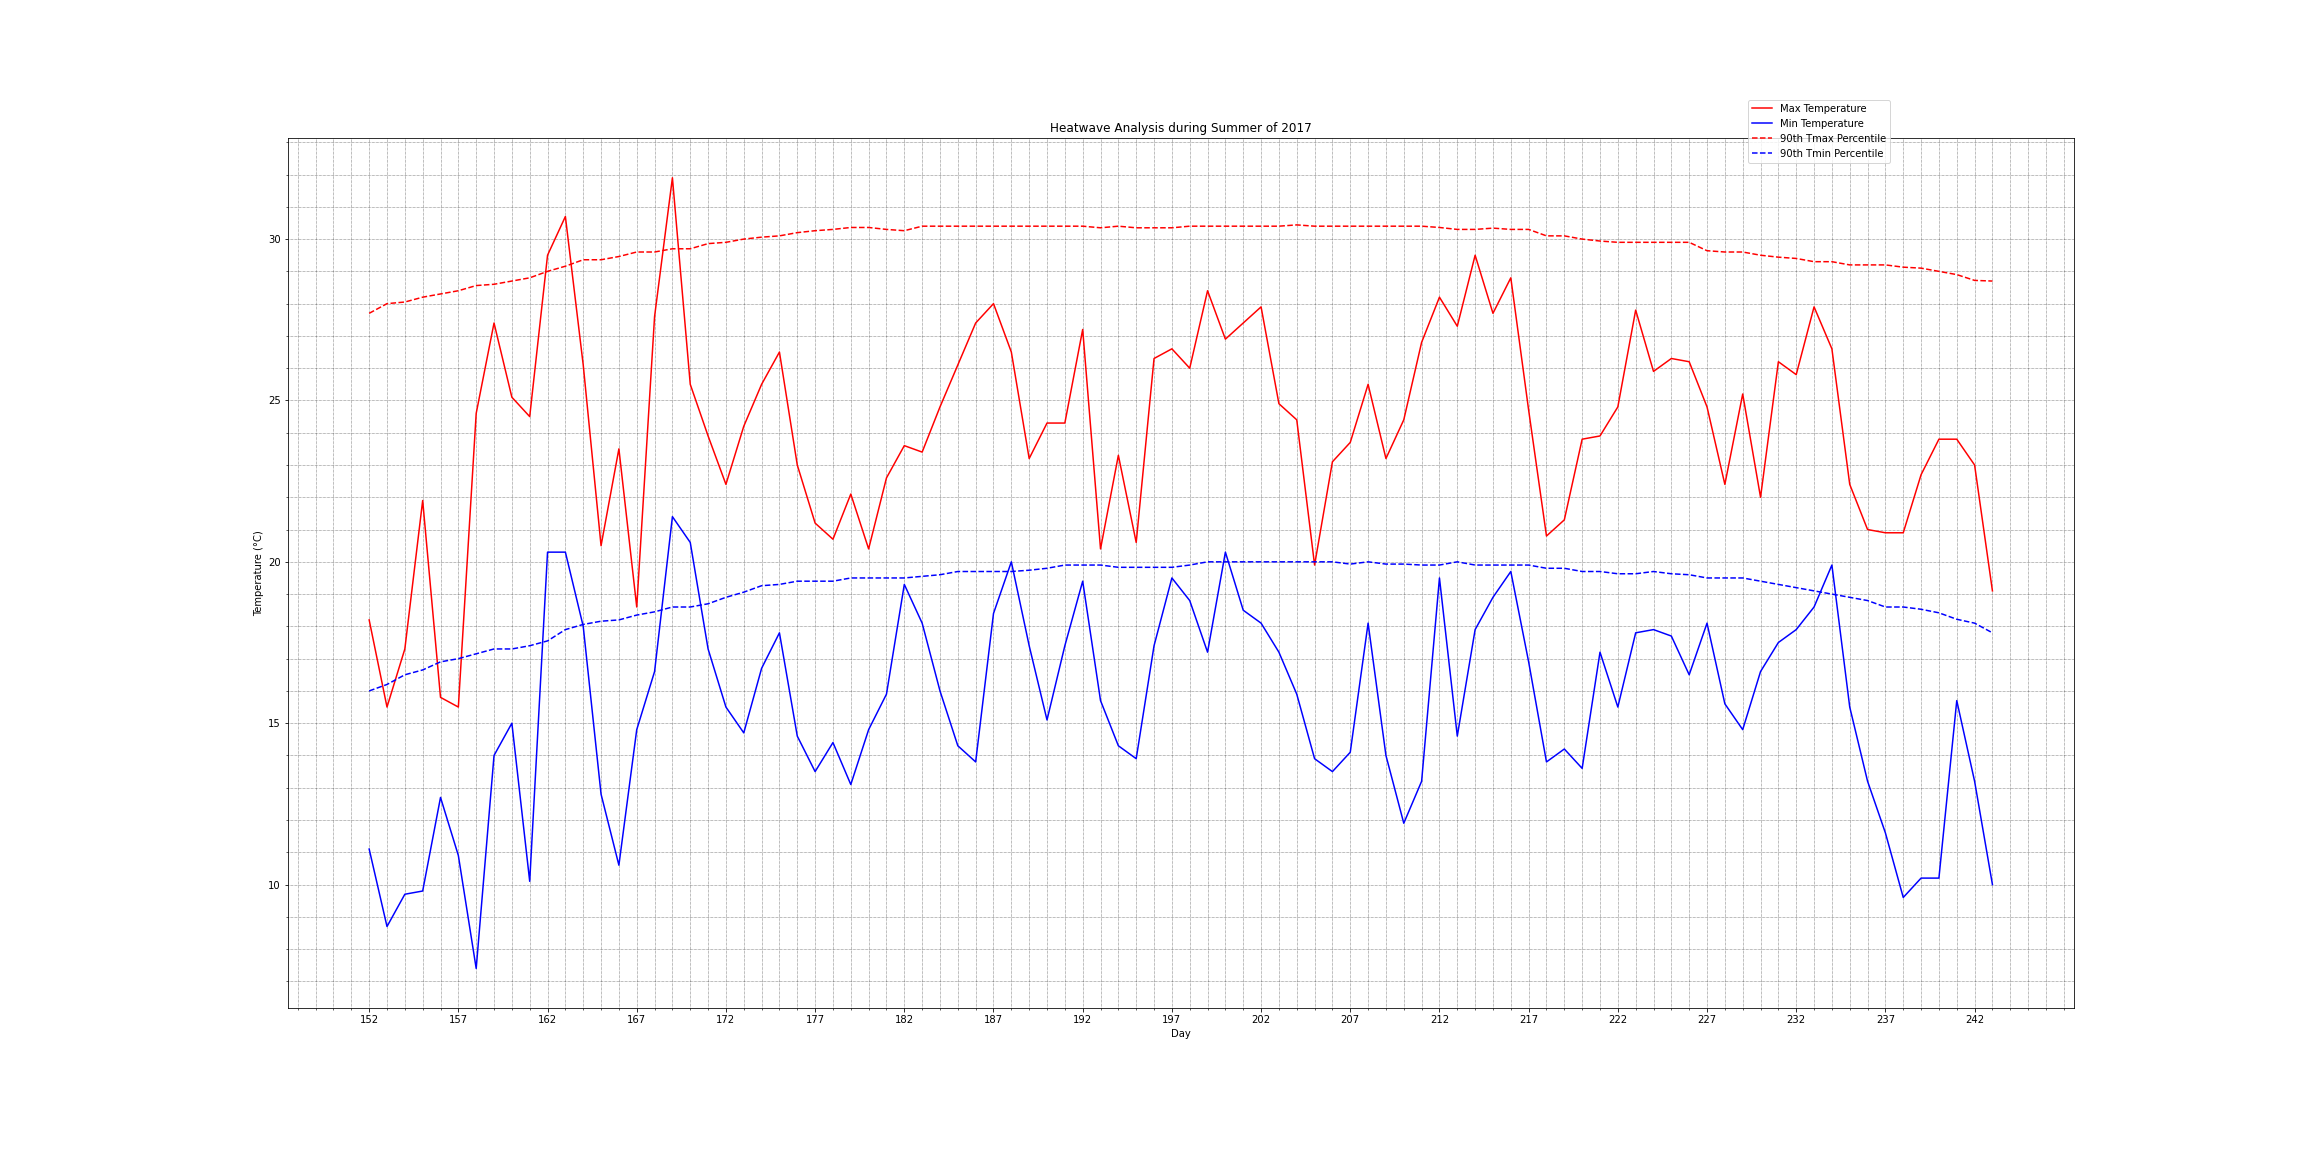 Heatwave Analysis during Summer of 2017
Max Temperature
Min Temperature
90th Tmax Percentile
90th Tmin Percentile
Temperature (°C)
30
25
20
15
10
152 157 162 167 172 177 182 187 192 197 202 207 212 217 222 227 232 237 242
Day